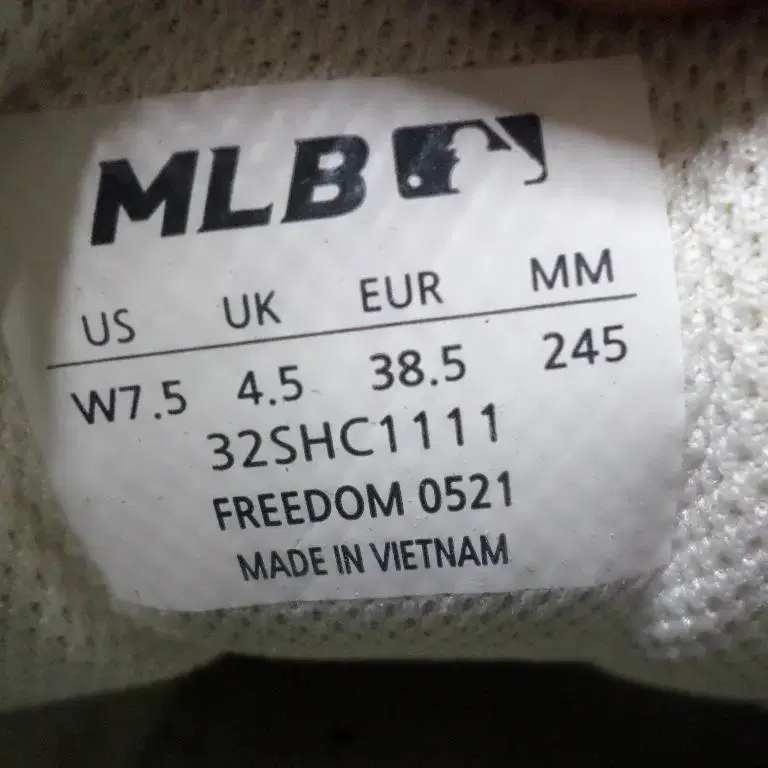 MLB
US UK EUR MM
W7.5 4.5 38.5 245
32SHC1111
FREEDOM 0521
MADE IN VIETNAM